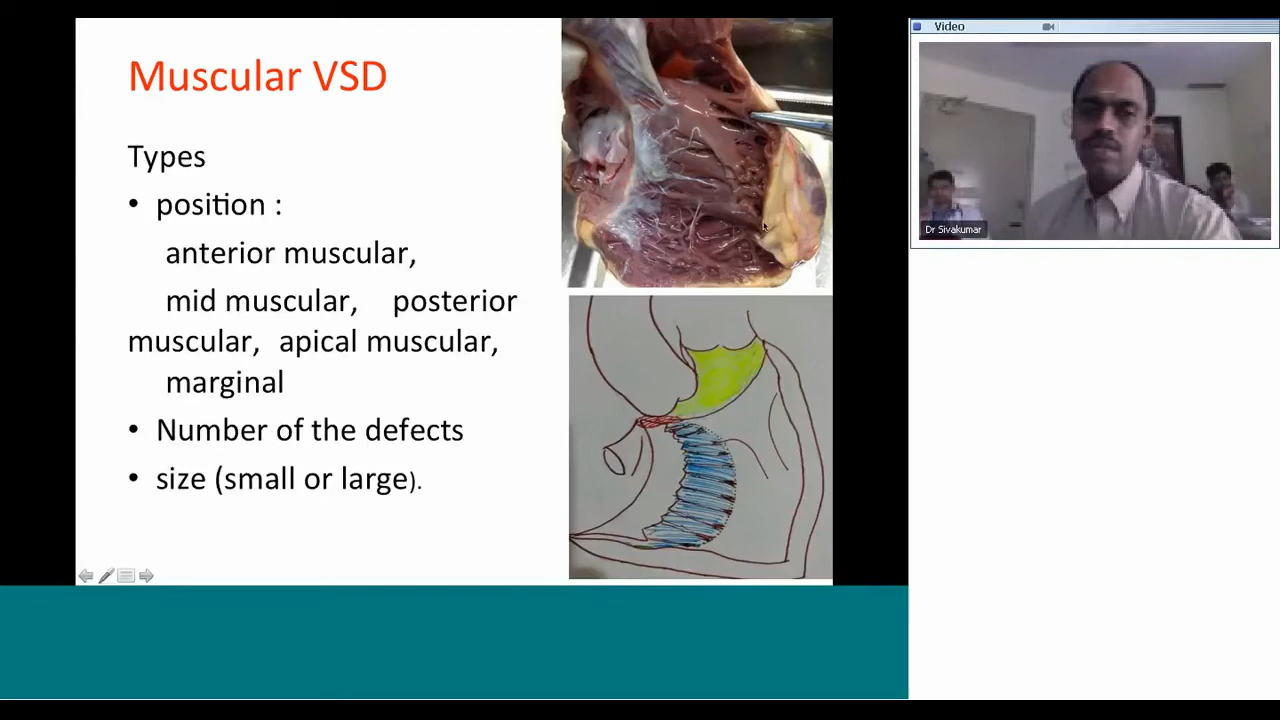 Muscular VSD
Types
• position :
anterior muscular,
mid muscular, posterior
muscular, apical muscular,
marginal
• Number of the defects
• size (small or large).
Video
Dr Sivakumar